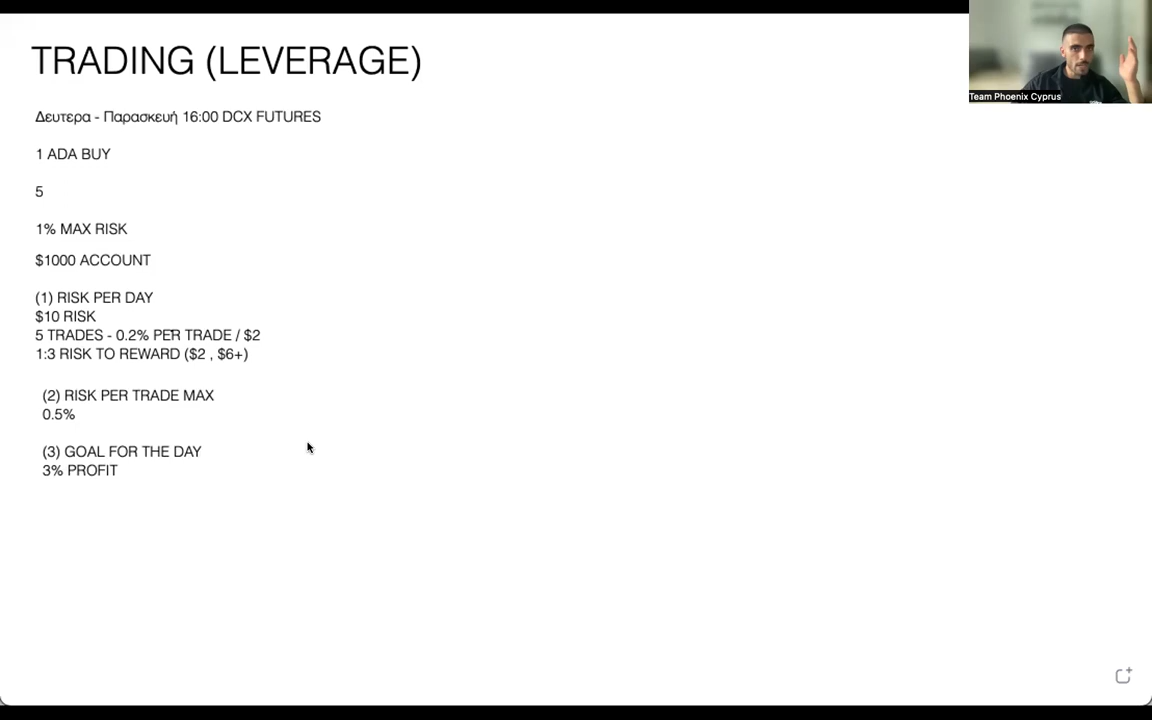 TRADING (LEVERAGE)
Team Phoenix Cyprus
Δευτερα - Παρασκευή 16:00 DCX FUTURES
1 ADA BUY
5
1% MAX RISK
$1000 ACCOUNT
(1) RISK PER DAY
$10 RISK
5 TRADES - 0.2% PER TRADE / $2
1:3 RISK TO REWARD ($2 , $6+)
(2) RISK PER TRADE MAX
0.5%
(3) GOAL FOR THE DAY
3% PROFIT